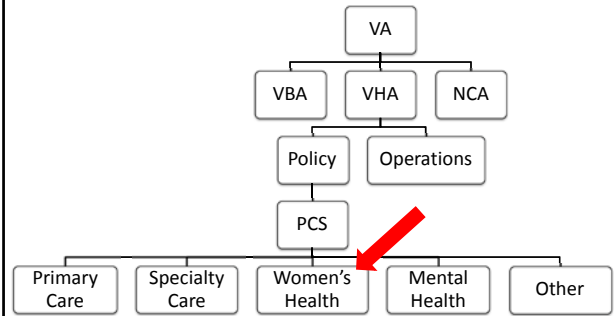 VA
VBA
VHA
NCA
Policy
Operations
PCS
Primary
Care
Specialty
Care
Women's
Health
Mental
Health
Other